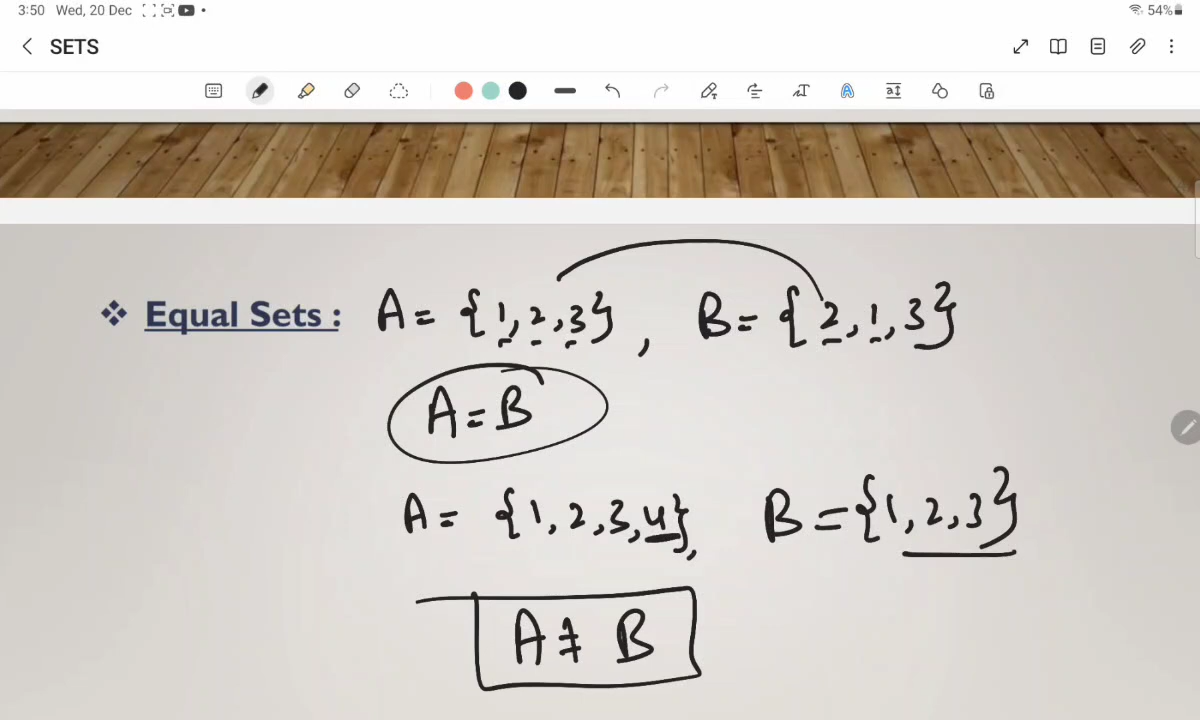 3:50 Wed, 20 Dec 54%
SETS
❖ Equal Sets : A = {1, 2, 3} , B = {2, 1, 3}
A = B
A = {1, 2, 3, 4}, B = {1, 2, 3}
A ≠ B